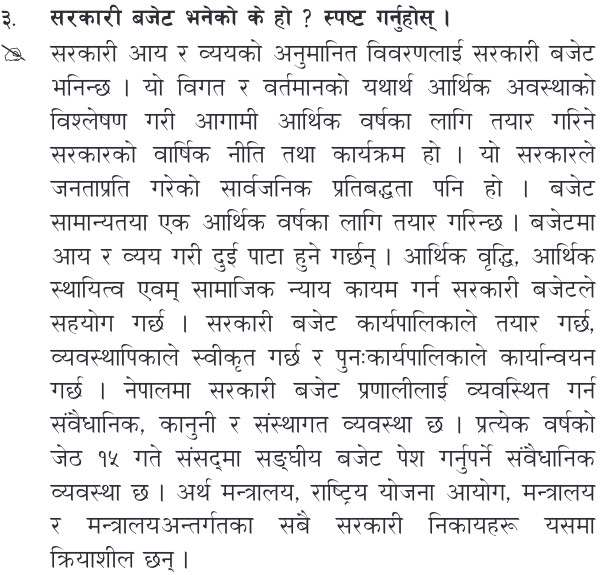 ३. सरकारी बजेट भनेको के हो ? स्पष्ट गर्नुहोस् ।
सरकारी आय र व्ययको अनुमानित विवरणलाई सरकारी बजेट
भनिन्छ । यो विगत र वर्तमानको यथार्थ आर्थिक अवस्थाको
विश्लेषण गरी आगामी आर्थिक वर्षका लागि तयार गरिने
सरकारको वार्षिक नीति तथा कार्यक्रम हो । यो सरकारले
जनताप्रति गरेको सार्वजनिक प्रतिबद्धता पनि हो । बजेट
सामान्यतया एक आर्थिक वर्षका लागि तयार गरिन्छ । बजेटमा
आय र व्यय गरी दुई पाटा हुने गर्छन् । आर्थिक वृद्धि, आर्थिक
स्थायित्व एवम् सामाजिक न्याय कायम गर्न सरकारी बजेटले
सहयोग गर्छ । सरकारी बजेट कार्यपालिकाले तयार गर्छ,
व्यवस्थापिकाले स्वीकृत गर्छ र पुनःकार्यपालिकाले कार्यान्वयन
गर्छ । नेपालमा सरकारी बजेट प्रणालीलाई व्यवस्थित गर्न
संवैधानिक, कानुनी र संस्थागत व्यवस्था छ । प्रत्येक वर्षको
जेठ १५ गते संसद्मा सङ्घीय बजेट पेश गर्नुपर्ने संवैधानिक
व्यवस्था छ । अर्थ मन्त्रालय, राष्ट्रिय योजना आयोग, मन्त्रालय
र मन्त्रालयअन्तर्गतका सबै सरकारी निकायहरू यसमा
क्रियाशील छन् ।